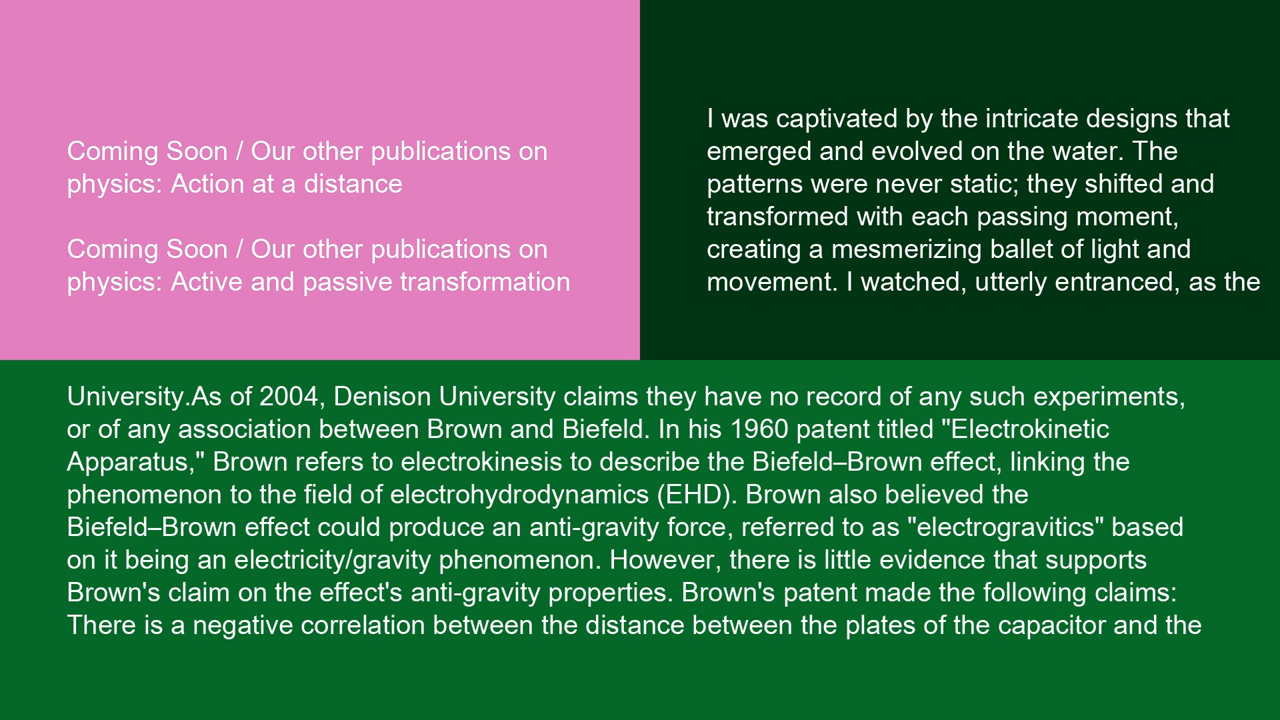 Coming Soon / Our other publications on
physics: Action at a distance
Coming Soon / Our other publications on
physics: Active and passive transformation
I was captivated by the intricate designs that
emerged and evolved on the water. The
patterns were never static; they shifted and
transformed with each passing moment,
creating a mesmerizing ballet of light and
movement. I watched, utterly entranced, as the
University.As of 2004, Denison University claims they have no record of any such experiments,
or of any association between Brown and Biefeld. In his 1960 patent titled "Electrokinetic
Apparatus," Brown refers to electrokinesis to describe the Biefeld–Brown effect, linking the
phenomenon to the field of electrohydrodynamics (EHD). Brown also believed the
Biefeld–Brown effect could produce an anti-gravity force, referred to as "electrogravitics" based
on it being an electricity/gravity phenomenon. However, there is little evidence that supports
Brown's claim on the effect's anti-gravity properties. Brown's patent made the following claims:
There is a negative correlation between the distance between the plates of the capacitor and the